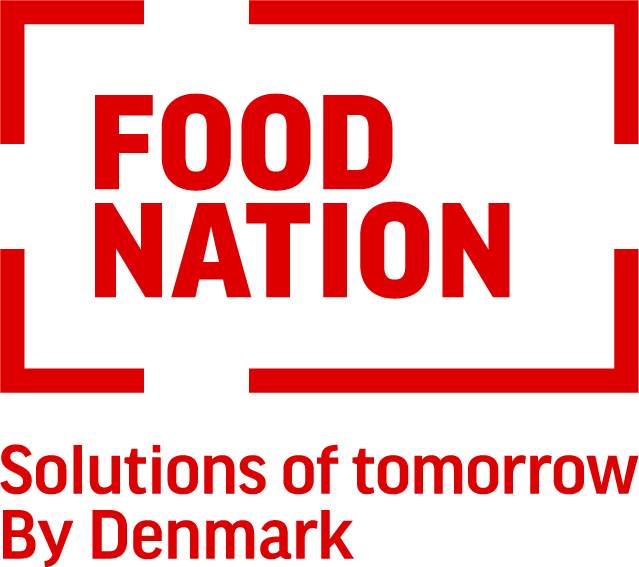 FOOD
NATION
Solutions of tomorrow
By Denmark